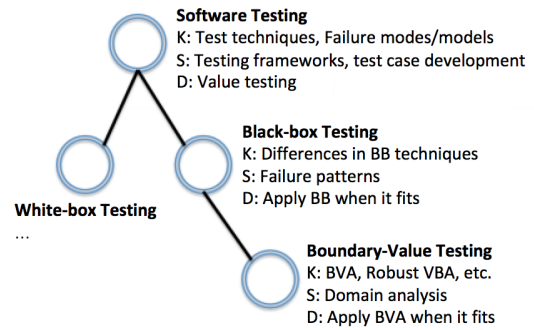 Software Testing
K: Test techniques, Failure modes/models
S: Testing frameworks, test case development
D: Value testing
Black-box Testing
K: Differences in BB techniques
S: Failure patterns
D: Apply BB when it fits
White-box Testing
...
Boundary-Value Testing
K: BVA, Robust VBA, etc.
S: Domain analysis
D: Apply BVA when it fits